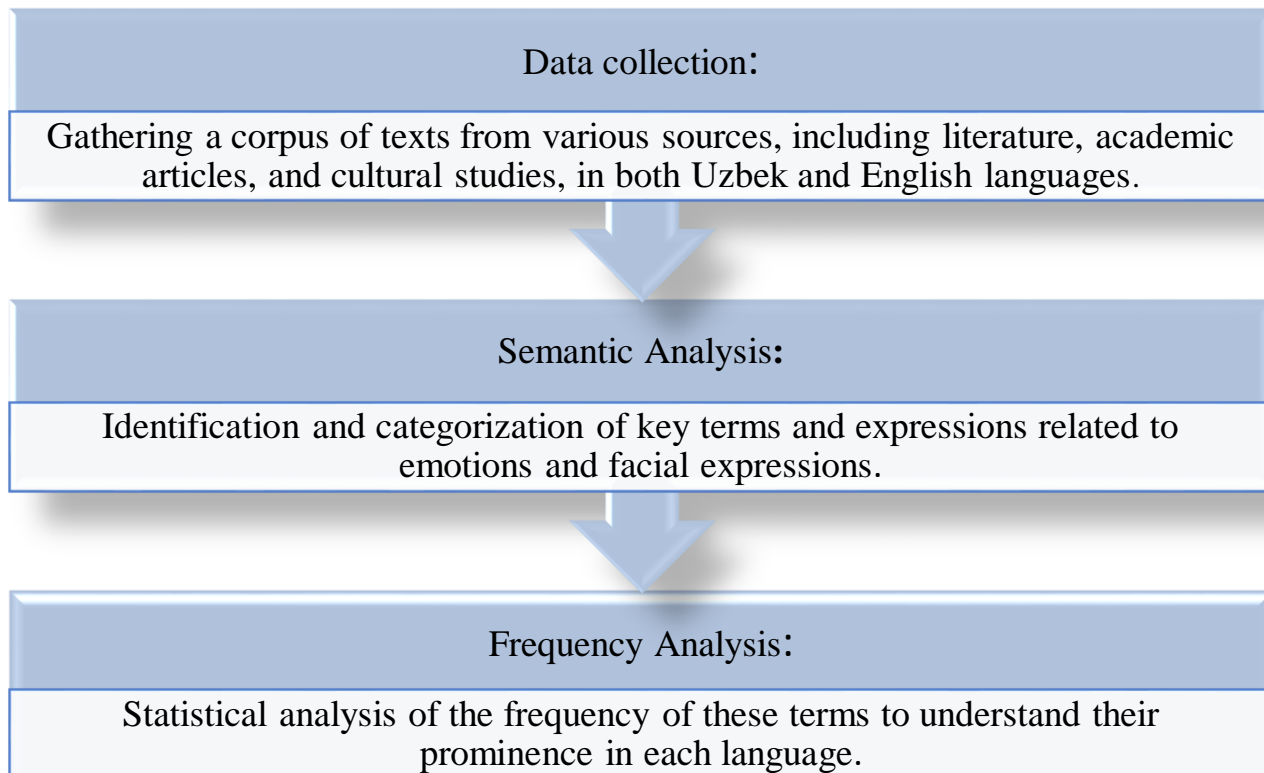 Data collection:
Gathering a corpus of texts from various sources, including literature, academic
articles, and cultural studies, in both Uzbek and English languages.
Semantic Analysis:
Identification and categorization of key terms and expressions related to
emotions and facial expressions.
Frequency Analysis:
Statistical analysis of the frequency of these terms to understand their
prominence in each language.